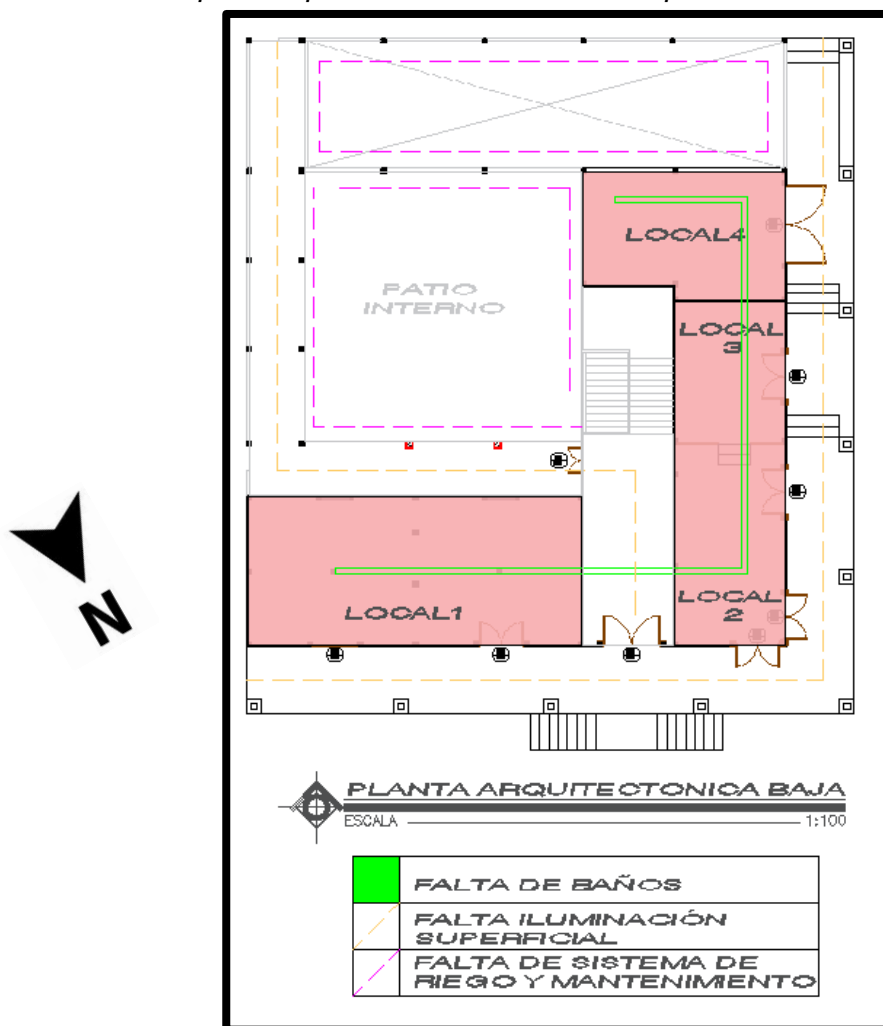 LOCAL4
PATIO
INTERNO
LOCAL
3
N
LOCAL1
LOCAL
2
PLANTA ARQUITECTONICA BAJA
ESCALA 1:100
FALTA DE BAÑOS
FALTA ILUMINACIÓN
SUPERFICIAL
FALTA DE SISTEMA DE
RIEGO Y MANTENIMIENTO